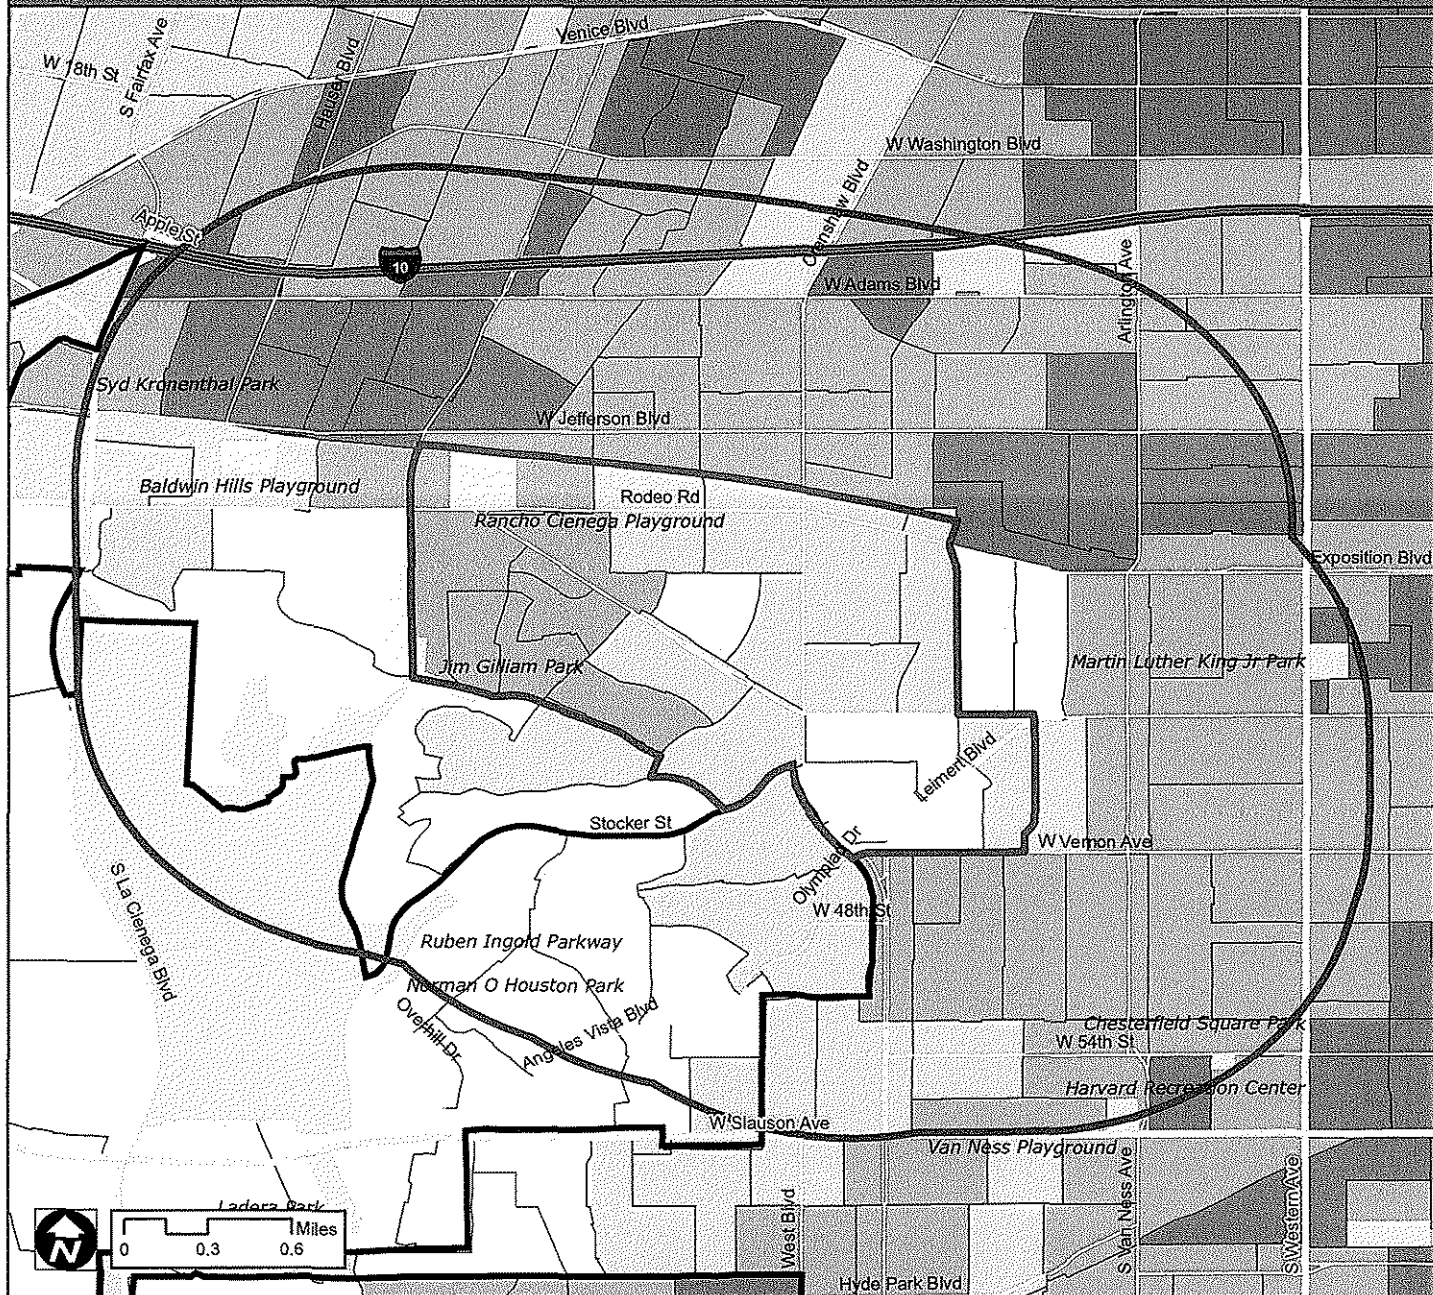 Venice Blvd
W 18th St
S Fairfax Ave
Hauser Blvd
W Washington Blvd
Crenshaw Blvd
Apple St
10
W Adams Blvd
Arlington Ave
Syd Kronenthal Park
W Jefferson Blvd
Baldwin Hills Playground
Rodeo Rd
Rancho Cienega Playground
Exposition Blvd
Jim Gilliam Park
Martin Luther King Jr Park
Leimert Blvd
Stocker St
W Vernon Ave
Olympiad Dr
S La Cienega Blvd
W 48th St
Ruben Ingold Parkway
Norman O Houston Park
Overhill Dr
Angeles Vista Blvd
Chesterfield Square Park
W 54th St
Harvard Recreation Center
W Slauson Ave
Van Ness Playground
S Van Ness Ave
S Western Ave
West Blvd
Ladera Park
N
Miles
0 0.3 0.6
Hyde Park Blvd